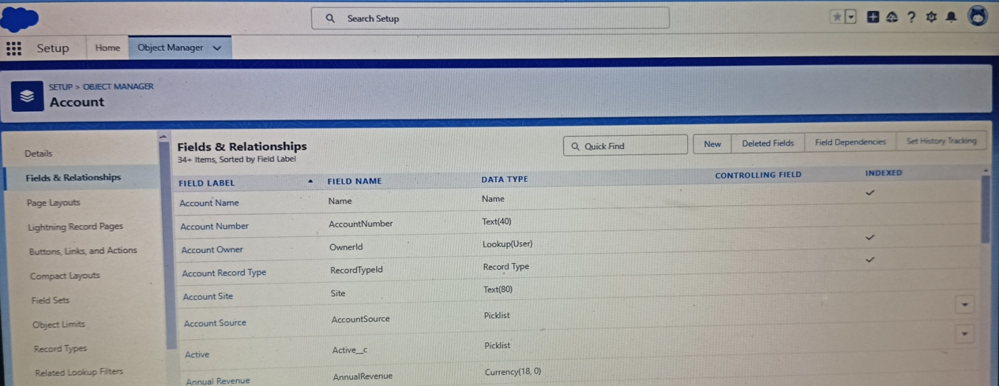 Search Setup
Setup Home Object Manager
SETUP > OBJECT MANAGER
Account
Details
Fields & Relationships
Page Layouts
Lightning Record Pages
Buttons, Links, and Actions
Compact Layouts
Field Sets
Object Limits
Record Types
Related Lookup Filters
Fields & Relationships
34+ Items, Sorted by Field Label
Quick Find New Deleted Fields Field Dependencies Set History Tracking
FIELD LABEL FIELD NAME DATA TYPE CONTROLLING FIELD INDEXED
Account Name Name Name
Account Number AccountNumber Text(40)
Account Owner OwnerId Lookup(User)
Account Record Type RecordTypeId Record Type
Account Site Site Text(80)
Account Source AccountSource Picklist
Active Active__c Picklist
Annual Revenue AnnualRevenue Currency(18, 0)